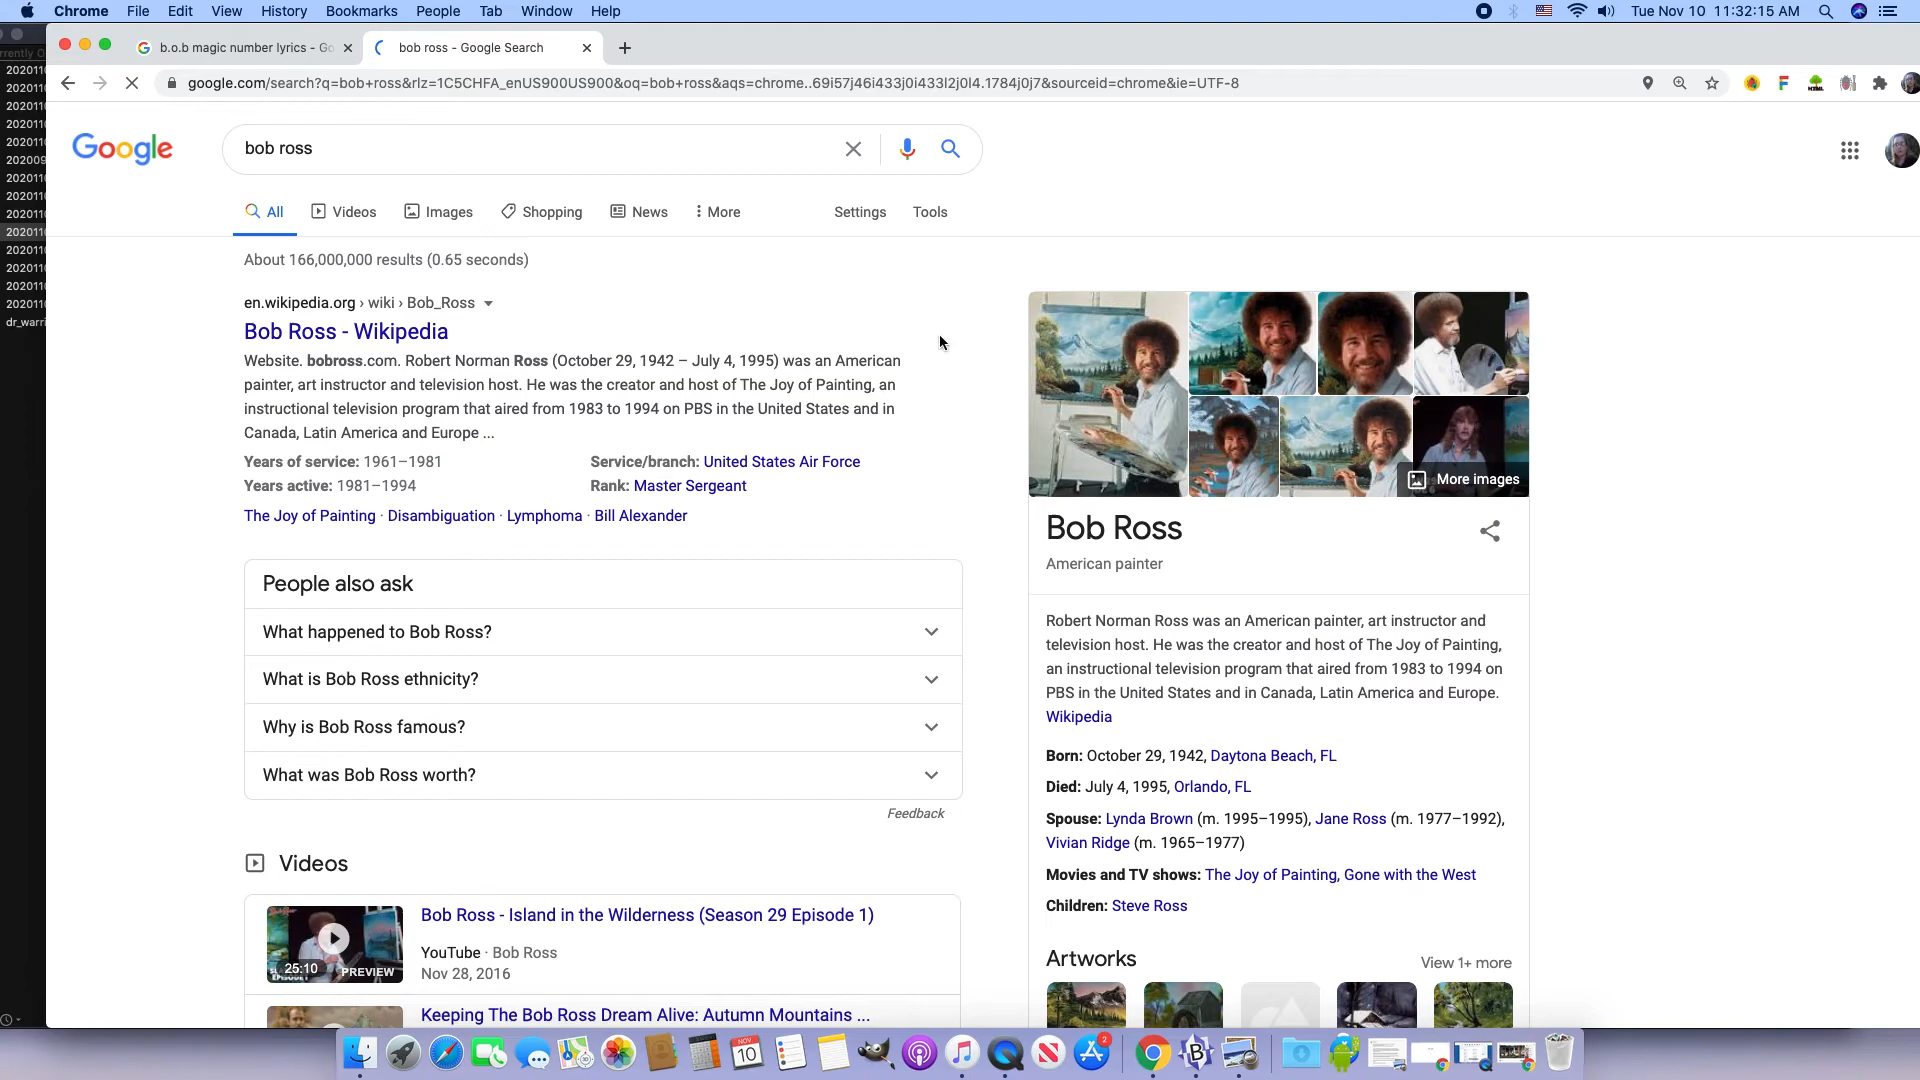 Chrome File Edit View History Bookmarks People Tab Window Help
Tue Nov 10 11:32:15 AM
b.o.b magic number lyrics - Go
bob ross - Google Search
google.com/search?q=bob+ross&rlz=1C5CHFA_enUS900US900&oq=bob+ross&aqs=chrome..69i57j46i433j0i433l2j0l4.1784j0j7&sourceid=chrome&ie=UTF-8
Google
bob ross
All Videos Images Shopping News More Settings Tools
About 166,000,000 results (0.65 seconds)
en.wikipedia.org › wiki › Bob_Ross
Bob Ross - Wikipedia
Website. bobross.com. Robert Norman Ross (October 29, 1942 – July 4, 1995) was an American
painter, art instructor and television host. He was the creator and host of The Joy of Painting, an
instructional television program that aired from 1983 to 1994 on PBS in the United States and in
Canada, Latin America and Europe ...
Years of service: 1961–1981 Service/branch: United States Air Force
Years active: 1981–1994 Rank: Master Sergeant
The Joy of Painting · Disambiguation · Lymphoma · Bill Alexander
People also ask
What happened to Bob Ross?
What is Bob Ross ethnicity?
Why is Bob Ross famous?
What was Bob Ross worth?
Feedback
Videos
25:10
PREVIEW
Bob Ross - Island in the Wilderness (Season 29 Episode 1)
YouTube · Bob Ross
Nov 28, 2016
Keeping The Bob Ross Dream Alive: Autumn Mountains ...
More images
Bob Ross
American painter
Robert Norman Ross was an American painter, art instructor and
television host. He was the creator and host of The Joy of Painting,
an instructional television program that aired from 1983 to 1994 on
PBS in the United States and in Canada, Latin America and Europe.
Wikipedia
Born: October 29, 1942, Daytona Beach, FL
Died: July 4, 1995, Orlando, FL
Spouse: Lynda Brown (m. 1995–1995), Jane Ross (m. 1977–1992),
Vivian Ridge (m. 1965–1977)
Movies and TV shows: The Joy of Painting, Gone with the West
Children: Steve Ross
Artworks
View 1+ more
dr_warri
NOV
10
2